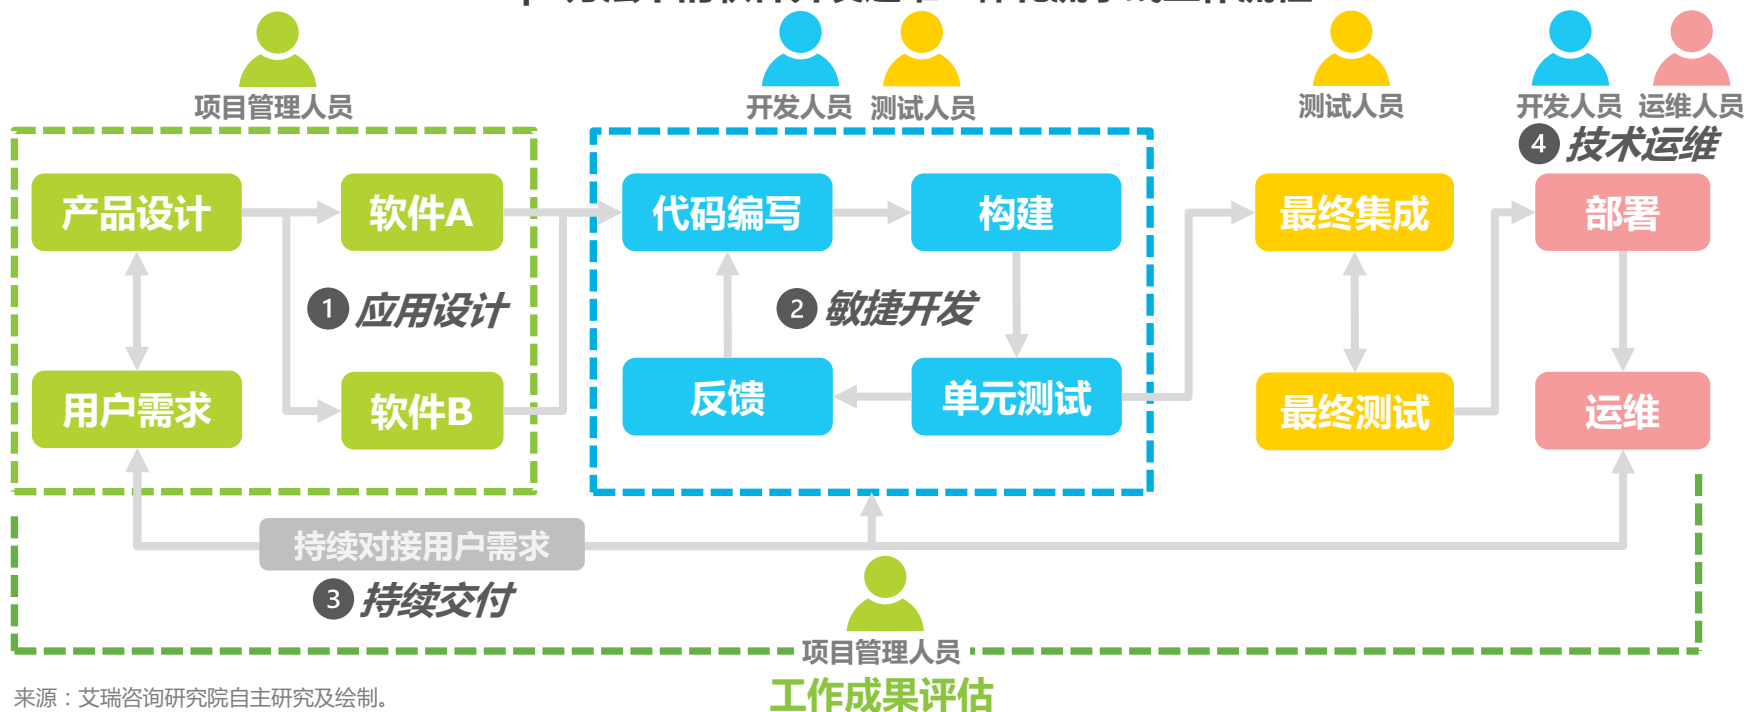 项目管理人员
开发人员 测试人员
测试人员
开发人员 运维人员
4 技术运维
产品设计
软件A
代码编写
构建
最终集成
部署
1 应用设计
2 敏捷开发
用户需求
软件B
反馈
单元测试
最终测试
运维
持续对接用户需求
3 持续交付
项目管理人员
工作成果评估
来源：艾瑞咨询研究院自主研究及绘制。